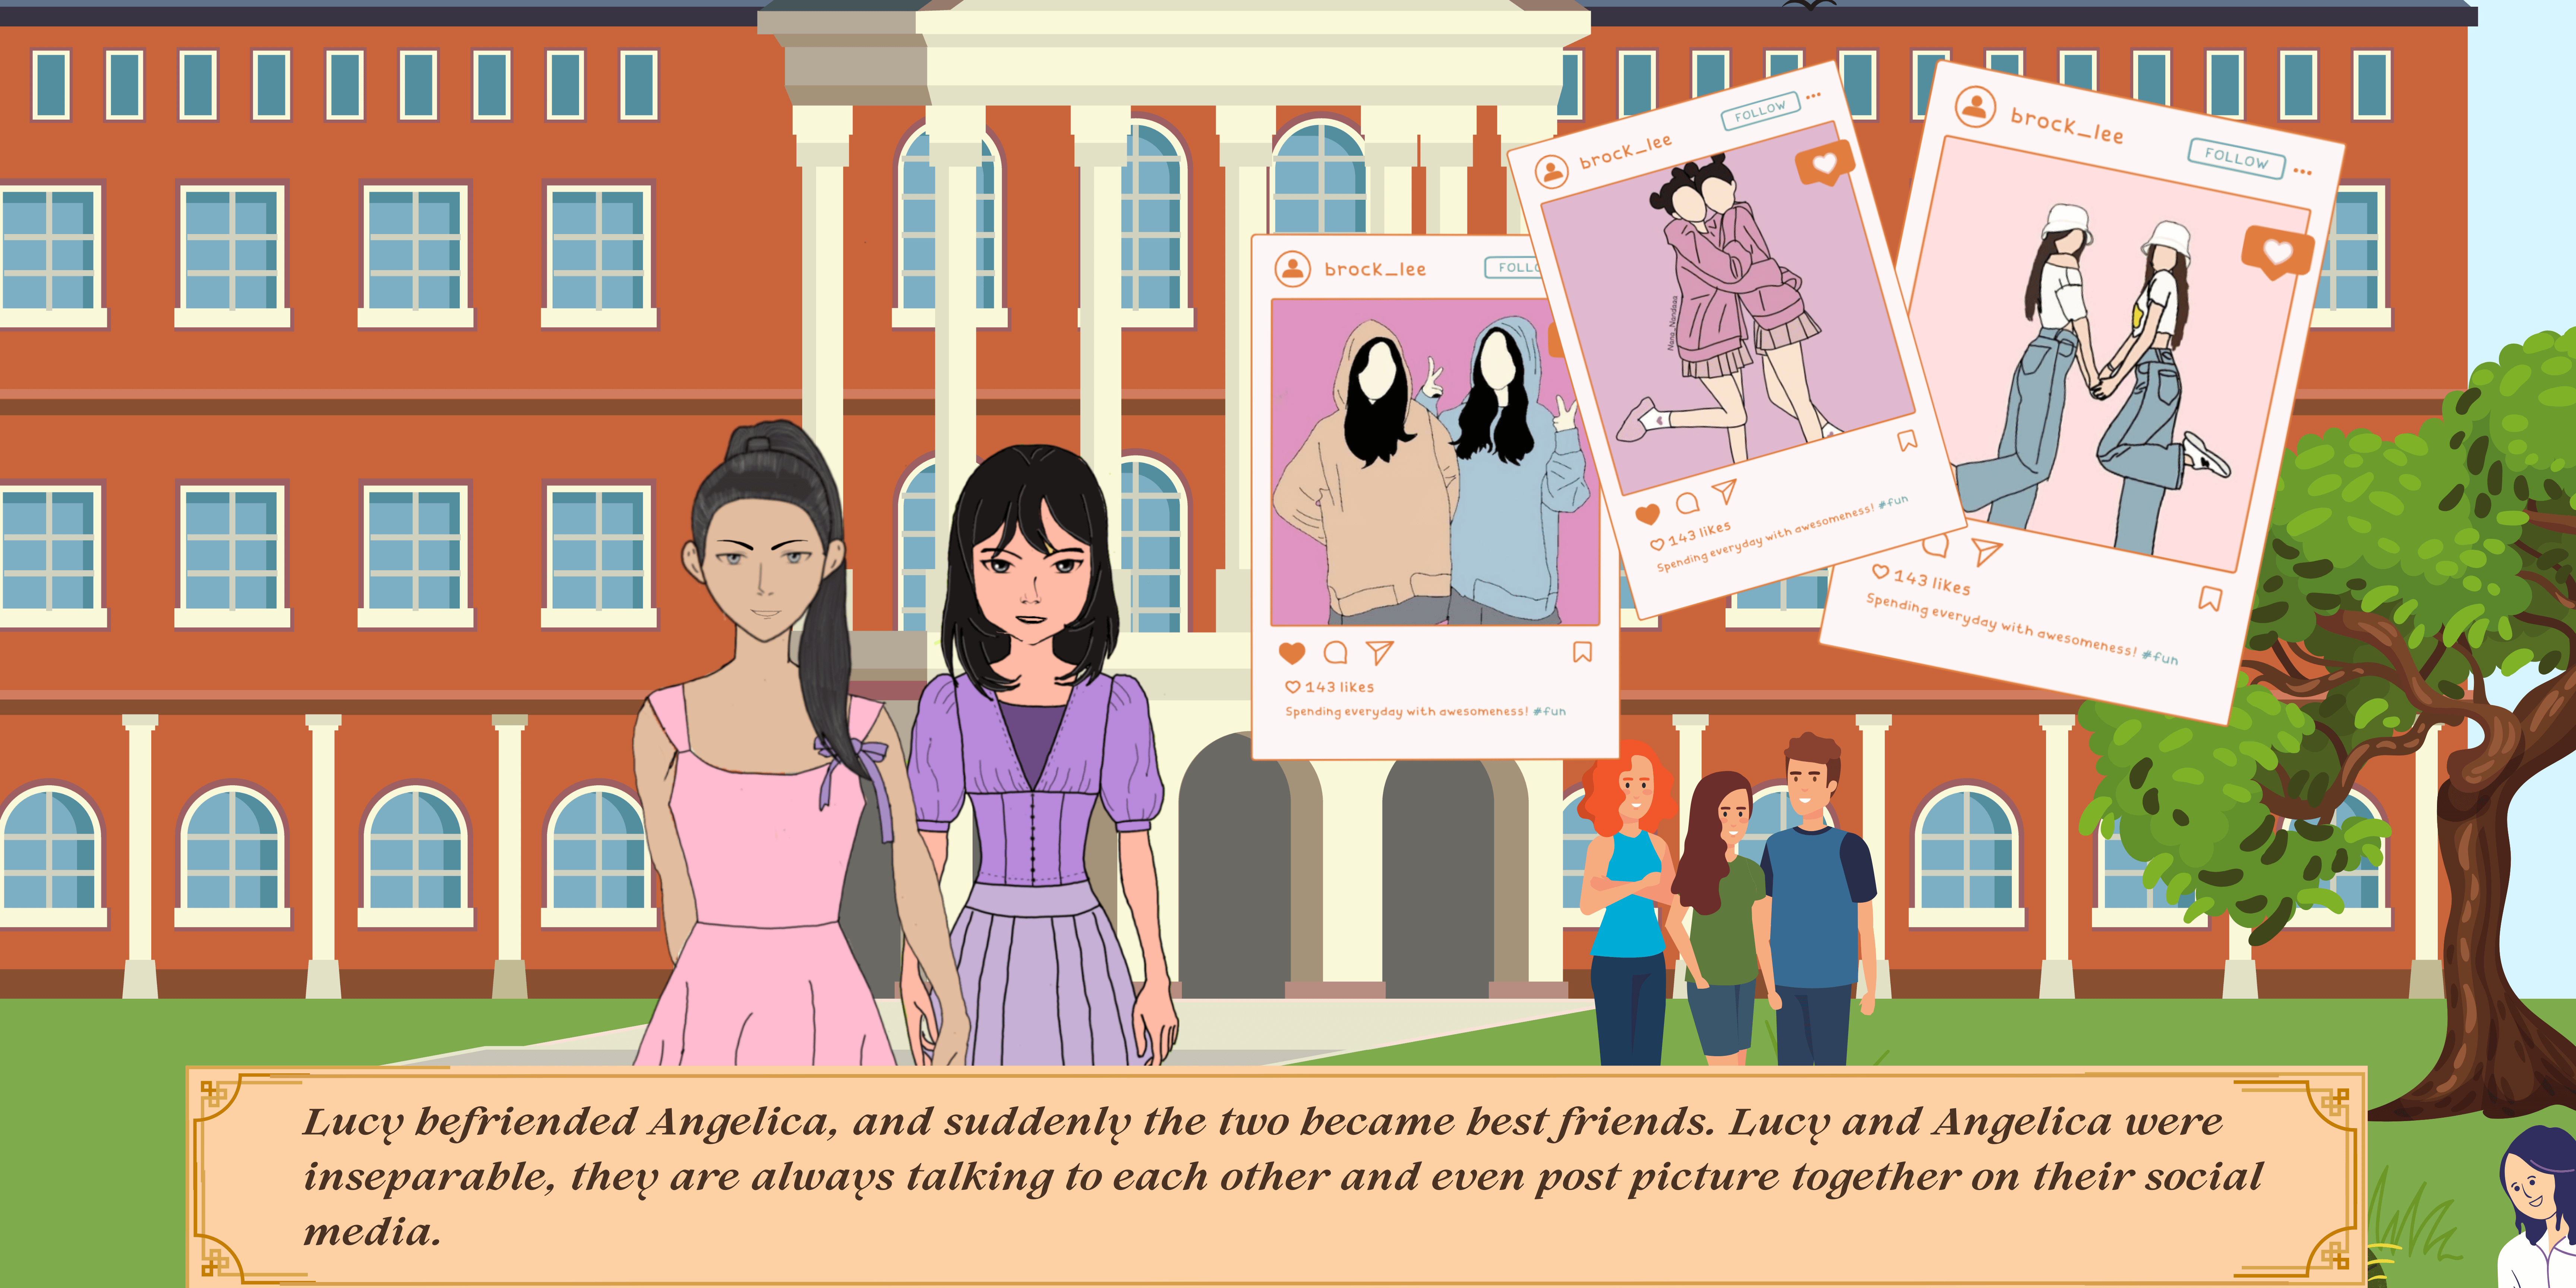 brock_lee FOLLOW
brock_lee FOLLOW
brock_lee
143 likes
Spending everyday with awesomeness! #fun
143 likes
Spending everyday with awesomeness! #fun
143 likes
Spending everyday with awesomeness! #fun
Lucy befriended Angelica, and suddenly the two became best friends. Lucy and Angelica were
inseparable, they are always talking to each other and even post picture together on their social
media.